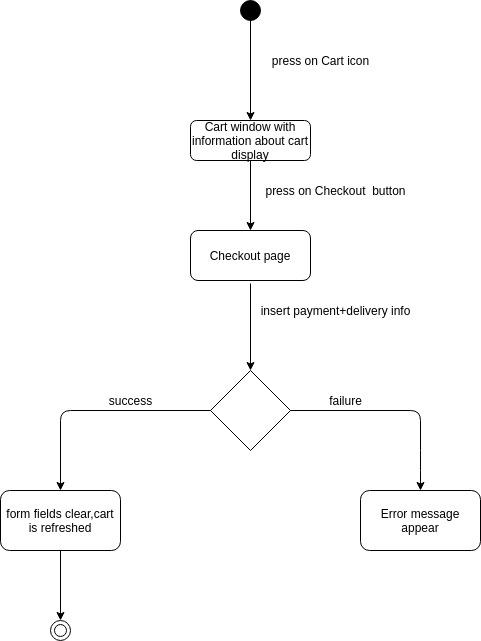 press on Cart icon
Cart window with
information about cart
display
press on Checkout  button
Checkout page
insert payment+delivery info
success
failure
form fields clear,cart
is refreshed
Error message
appear